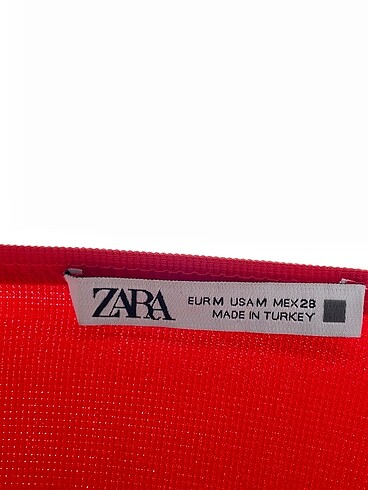 ZARA
EUR M USA M MEX 28
MADE IN TURKEY